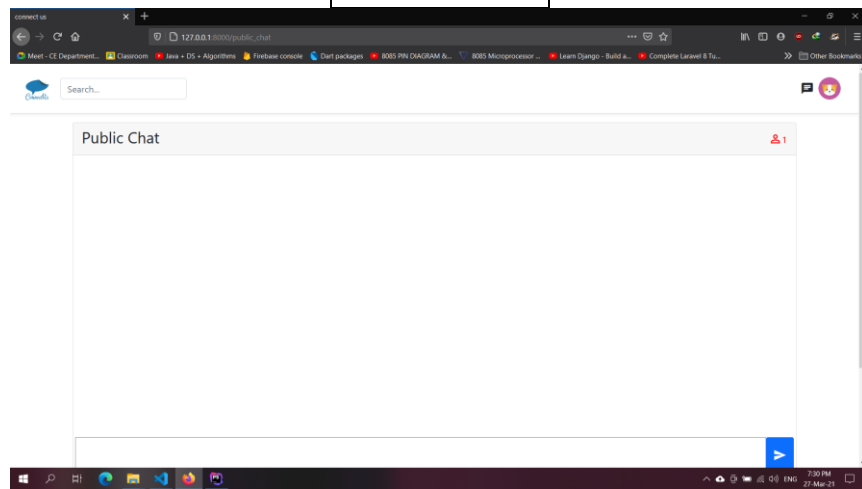 connect us
127.0.0.1:8000/public_chat
Meet - CE Department... Classroom Java + DS + Algorithms Firebase console Dart packages 8085 PIN DIAGRAM &... 8085 Microprocessor ... Learn Django - Build a... Complete Laravel 8 Tu... Other Bookmarks
Search...
Public Chat
1
ENG
7:30 PM
27-Mar-21